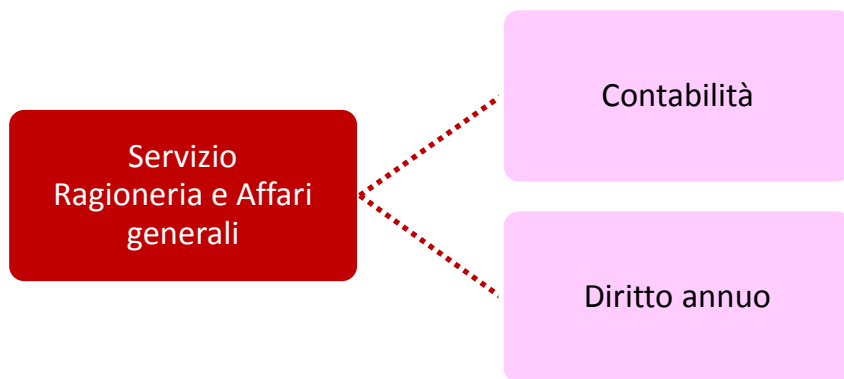 Servizio
Ragioneria e Affari
generali
Contabilità
Diritto annuo